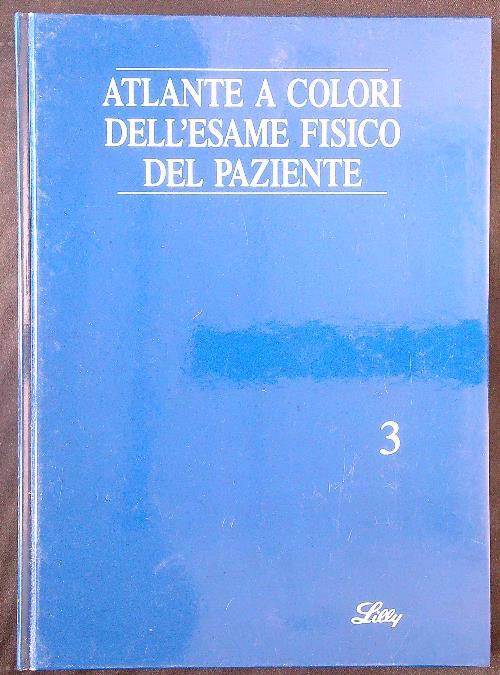 ATLANTE A COLORI
DELL'ESAME FISICO
DEL PAZIENTE
3
Lilly